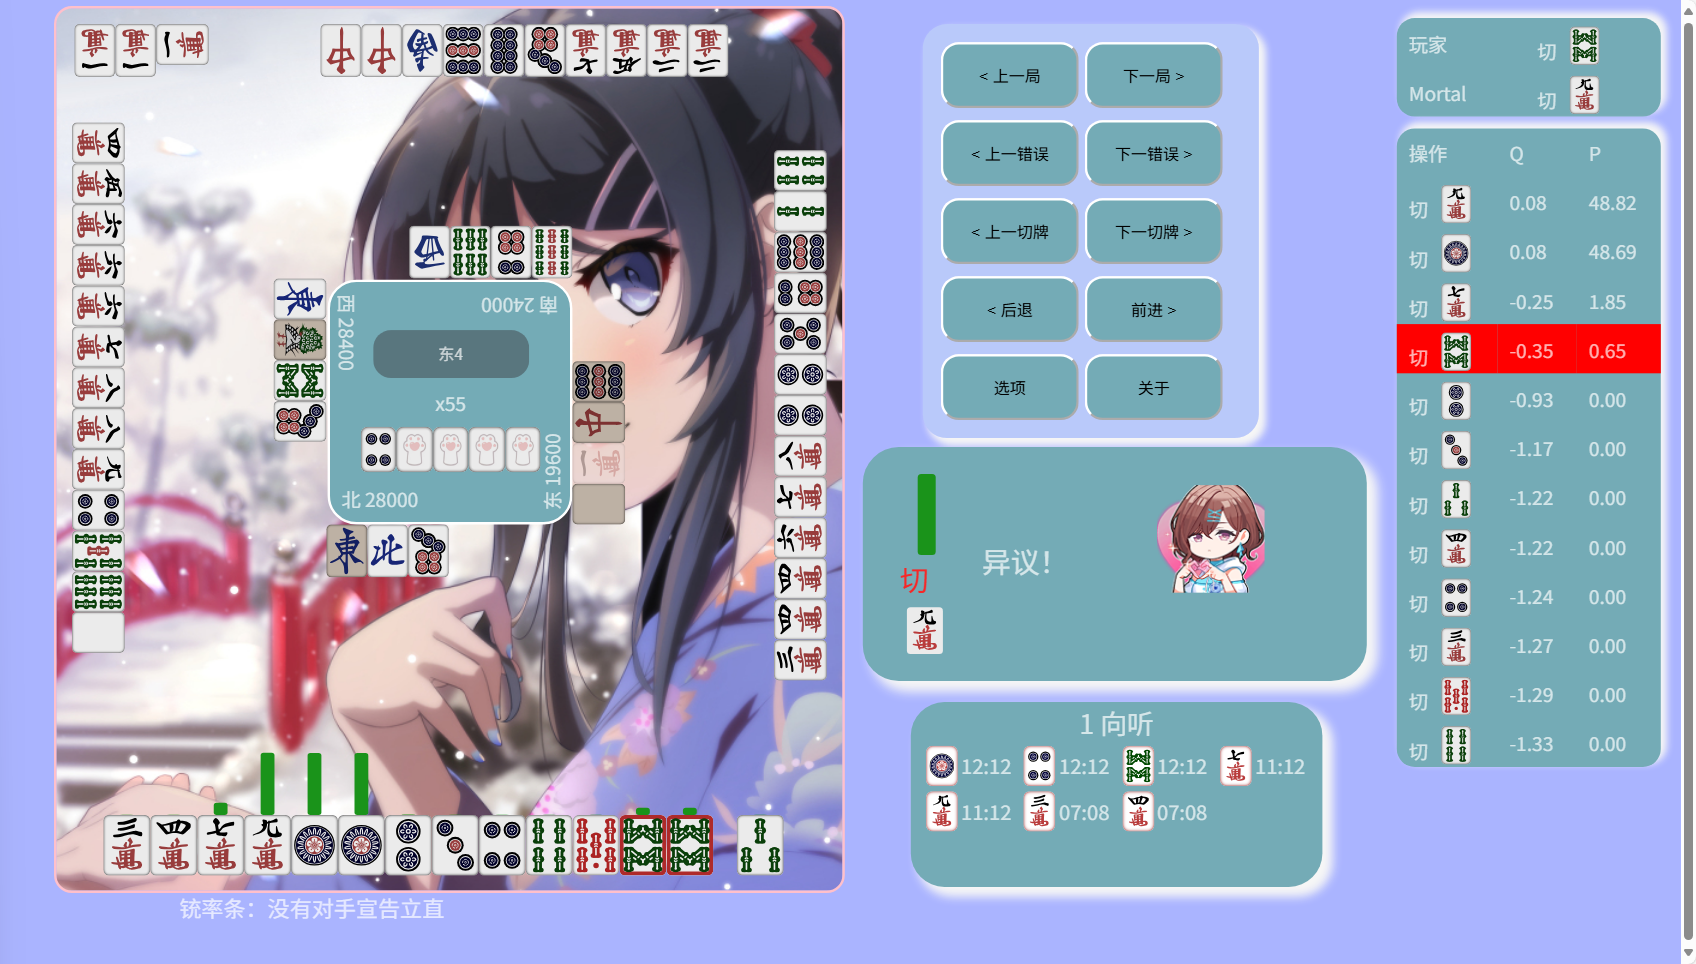 西 28400
南 24000
东4
x55
北 28000
东 19600
铳率条：没有对手宣告立直
< 上一局
下一局 >
< 上一错误
下一错误 >
< 上一切牌
下一切牌 >
< 后退
前进 >
选项
关于
切
异议！
1 向听
12:12
12:12
12:12
11:12
11:12
07:08
07:08
玩家 切
Mortal 切
操作 Q P
切 0.08 48.82
切 0.08 48.69
切 -0.25 1.85
切 -0.35 0.65
切 -0.93 0.00
切 -1.17 0.00
切 -1.22 0.00
切 -1.22 0.00
切 -1.24 0.00
切 -1.27 0.00
切 -1.29 0.00
切 -1.33 0.00